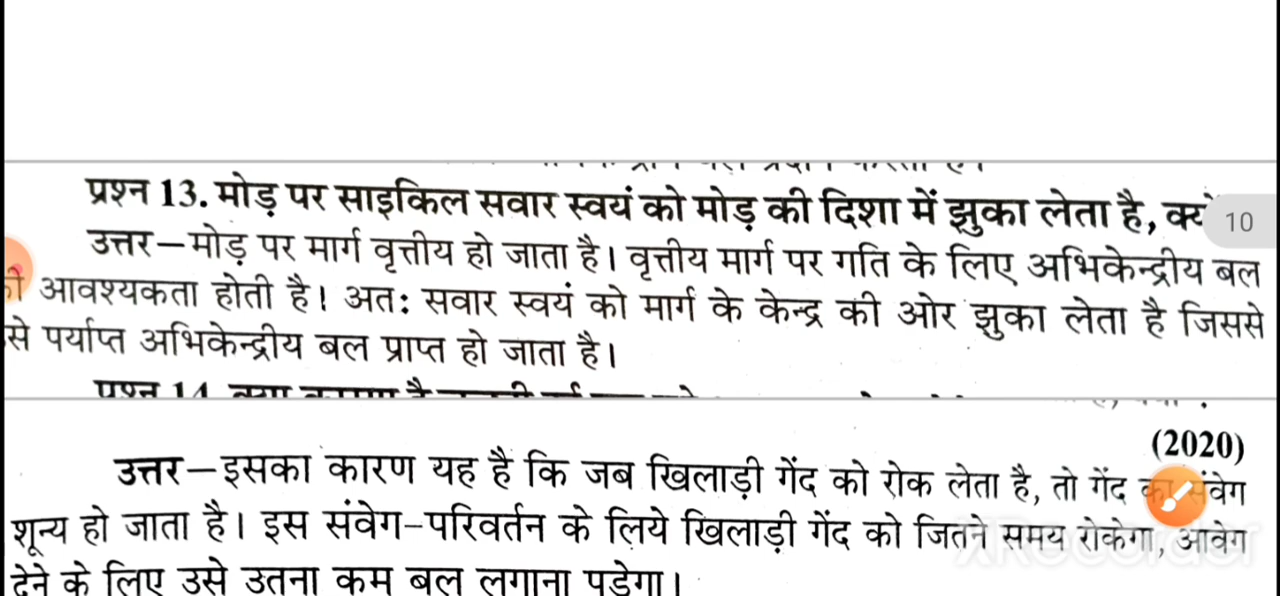 प्रश्न 13. मोड़ पर साइकिल सवार स्वयं को मोड़ की दिशा में झुका लेता है,
10
उत्तर–मोड़ पर मार्ग वृत्तीय हो जाता है। वृत्तीय मार्ग पर गति के लिए अभिकेन्द्रीय बल
आवश्यकता होती है। अतः सवार स्वयं को मार्ग के केन्द्र की ओर झुका लेता है जिससे
से पर्याप्त अभिकेन्द्रीय बल प्राप्त हो जाता है।
(2020)
उत्तर–इसका कारण यह है कि जब खिलाड़ी गेंद को रोक लेता है, तो गेंद का संवेग
शून्य हो जाता है। इस संवेग-परिवर्तन के लिये खिलाड़ी गेंद को जितने समय रोकेगा, आवेग
देने के लिए उसे उतना कम बल लगाना पड़ेगा।
XRecorder